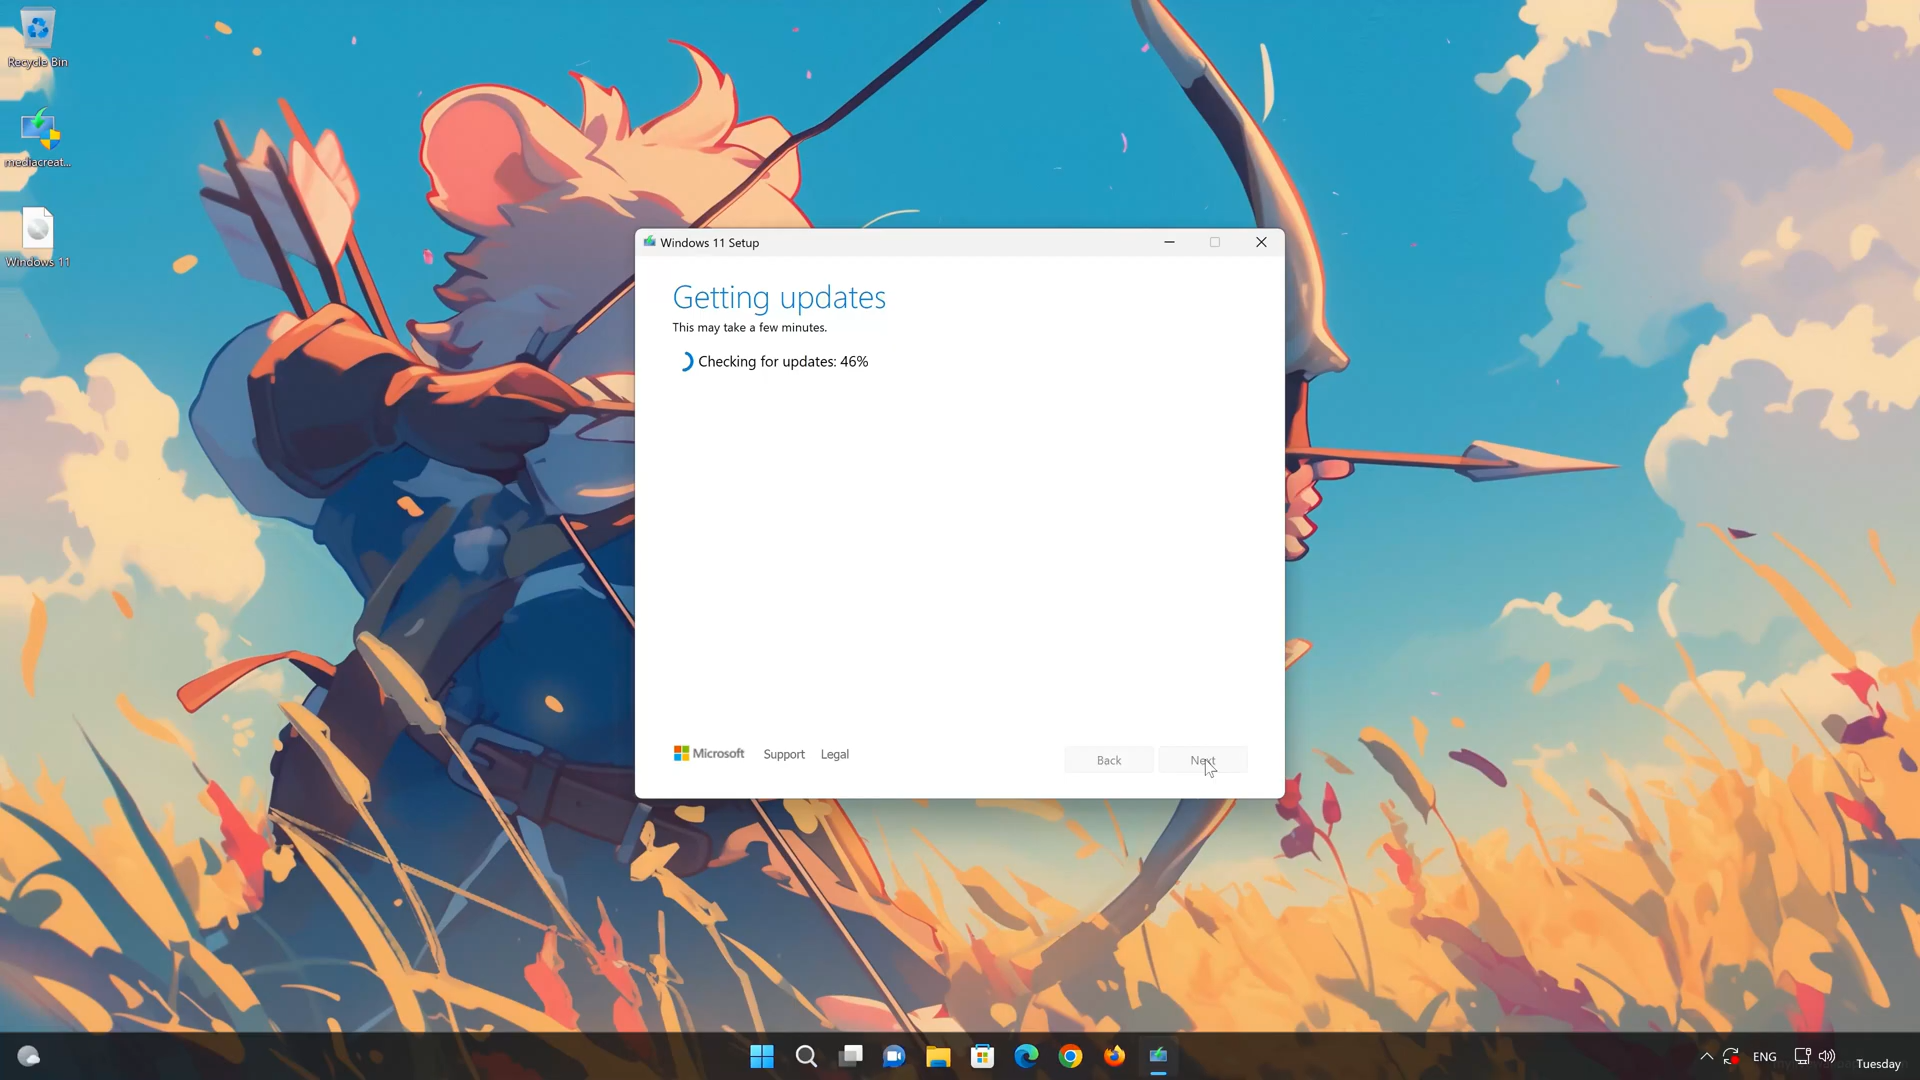 Recycle Bin
mediacreat...
Windows 11
Windows 11 Setup
Getting updates
This may take a few minutes.
Checking for updates: 46%
Microsoft
Support
Legal
Back
Next
ENG
Tuesday